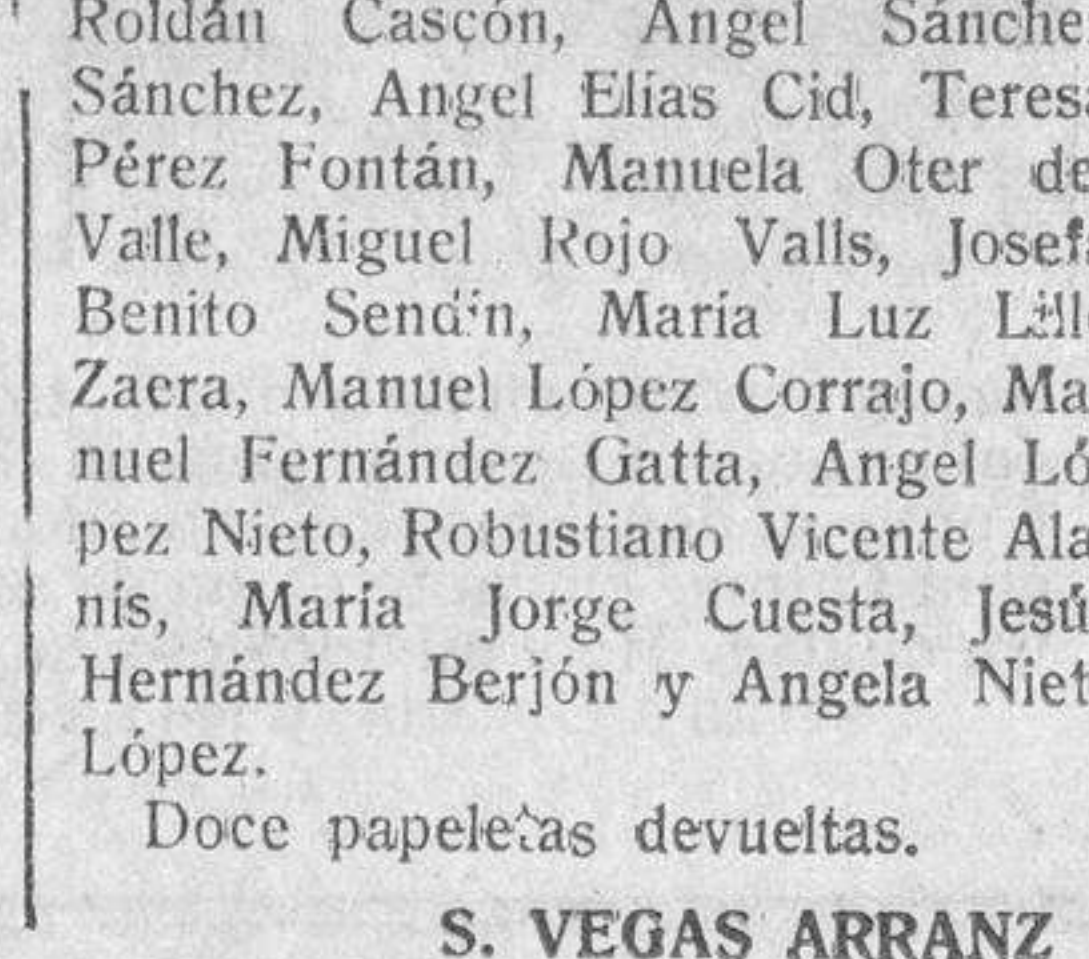 Roldán Cascón, Angel Sánche
Sánchez, Angel Elías Cid, Teres
Pérez Fontán, Manuela Oter de
Valle, Miguel Rojo Valls, Josef
Benito Sendín, María Luz Lill
Zaera, Manuel López Corrajo, Ma
nuel Fernández Gatta, Angel Ló
pez Nieto, Robustiano Vicente Ala
nís, María Jorge Cuesta, Jesú
Hernández Berjón y Angela Niet
López.
Doce papeletas devueltas.
S. VEGAS ARRANZ